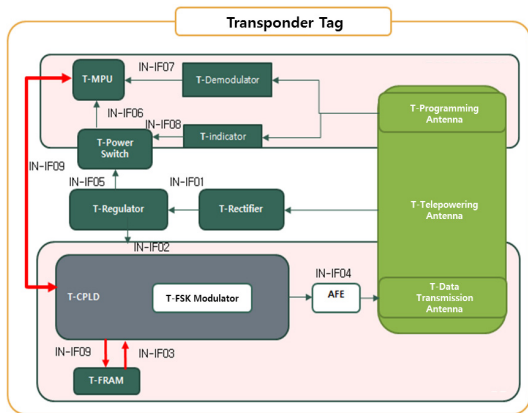 Transponder Tag
IN-IF07
T-MPU
T-Demodulator
IN-IF06
T-Programming
Antenna
IN-IF08
T-Power
Switch
T-indicator
IN-IF09
IN-IF05
IN-IF01
T-Regulator
T-Rectifier
T-Telepowering
Antenna
IN-IF02
IN-IF04
T-CPLD
T-FSK Modulator
AFE
T-Data
Transmission
Antenna
IN-IF09
IN-IF03
T-FRAM